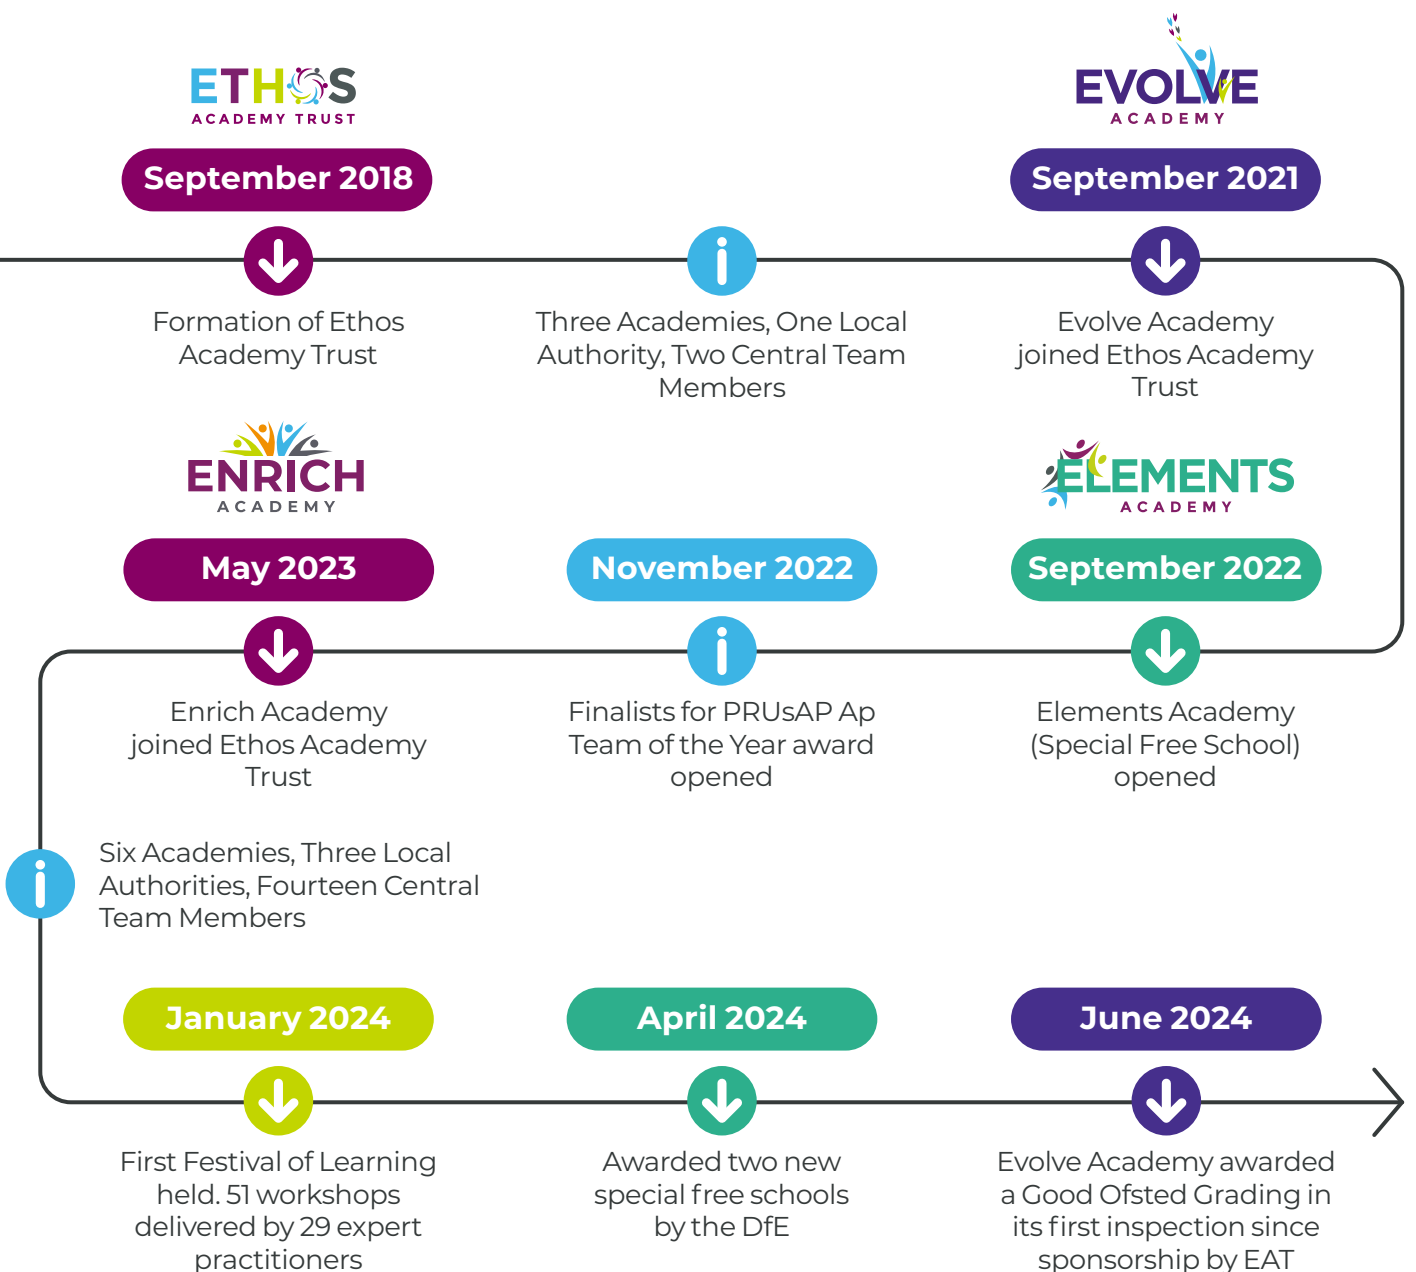 ETHOS
ACADEMY TRUST
September 2018
Formation of Ethos
Academy Trust
i
Three Academies, One Local
Authority, Two Central Team
Members
EVOLVE
ACADEMY
September 2021
Evolve Academy
joined Ethos Academy
Trust
ELEMENTS
ACADEMY
September 2022
Elements Academy
(Special Free School)
opened
November 2022
i
Finalists for PRUsAP Ap
Team of the Year award
opened
ENRICH
ACADEMY
May 2023
Enrich Academy
joined Ethos Academy
Trust
i
Six Academies, Three Local
Authorities, Fourteen Central
Team Members
January 2024
First Festival of Learning
held. 51 workshops
delivered by 29 expert
practitioners
April 2024
Awarded two new
special free schools
by the DfE
June 2024
Evolve Academy awarded
a Good Ofsted Grading in
its first inspection since
sponsorship by EAT